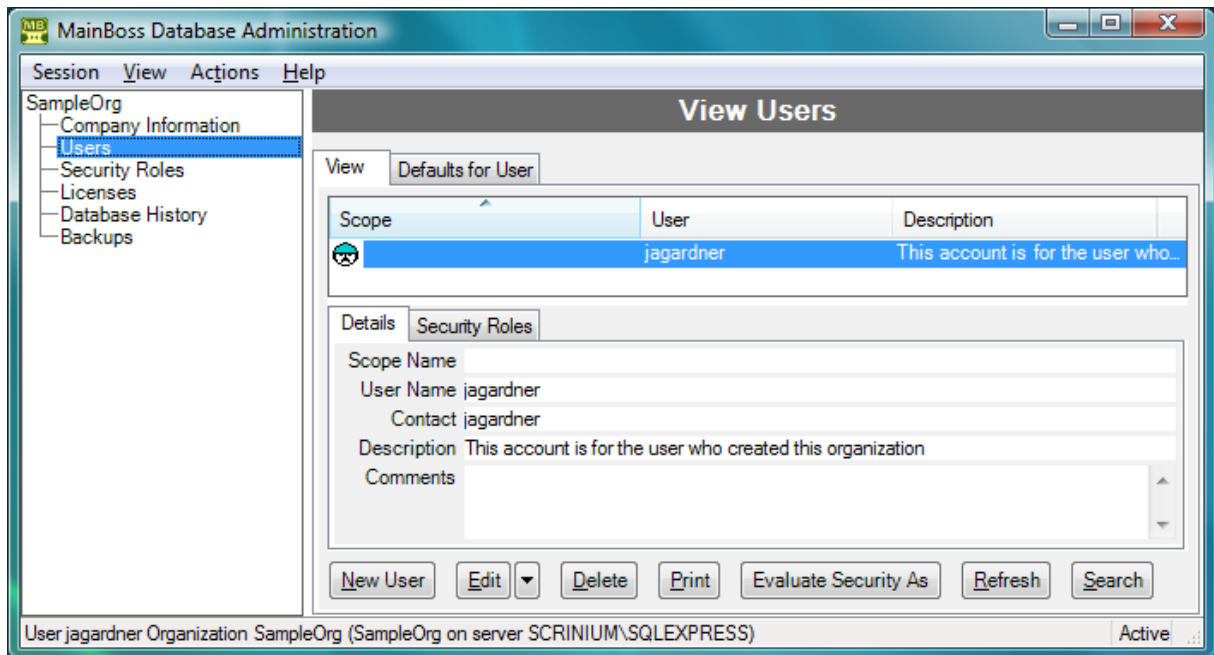 MB
MainBoss Database Administration
Session View Actions Help
SampleOrg
Company Information
Users
Security Roles
Licenses
Database History
Backups
View Users
View Defaults for User
Scope User Description
jagardner This account is for the user who...
Details Security Roles
Scope Name
User Name jagardner
Contact jagardner
Description This account is for the user who created this organization
Comments
New User Edit Delete Print Evaluate Security As Refresh Search
User jagardner Organization SampleOrg (SampleOrg on server SCRINIUM\SQLEXPRESS) Active